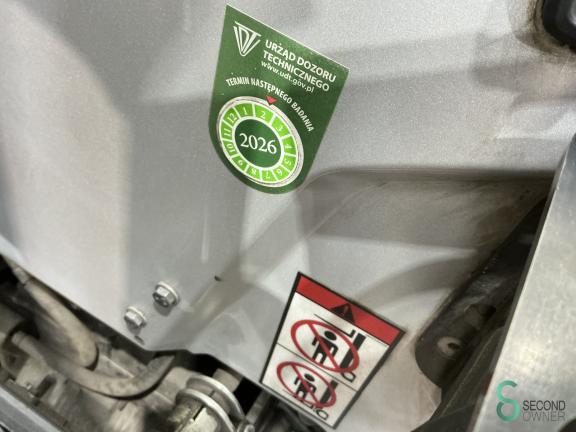 URZĄD DOZORU
TECHNICZNEGO
www.udt.gov.pl
TERMIN NASTĘPNEGO BADANIA
1 2 3 4 5 6 7 8 9 10 11 12
2026
SECOND
OWNER